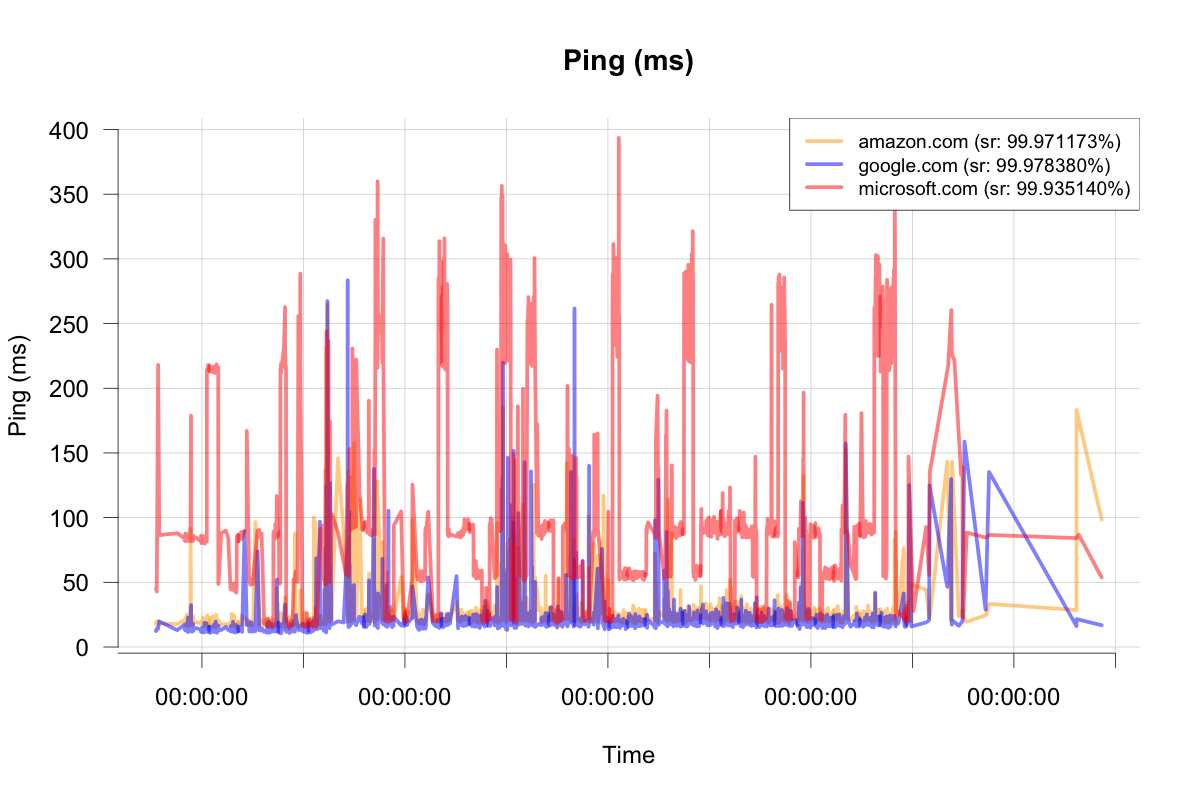 Ping (ms)
amazon.com (sr: 99.971173%)
google.com (sr: 99.978380%)
microsoft.com (sr: 99.935140%)
400
350
300
250
200
150
100
50
0
Ping (ms)
00:00:00 00:00:00 00:00:00 00:00:00 00:00:00
Time